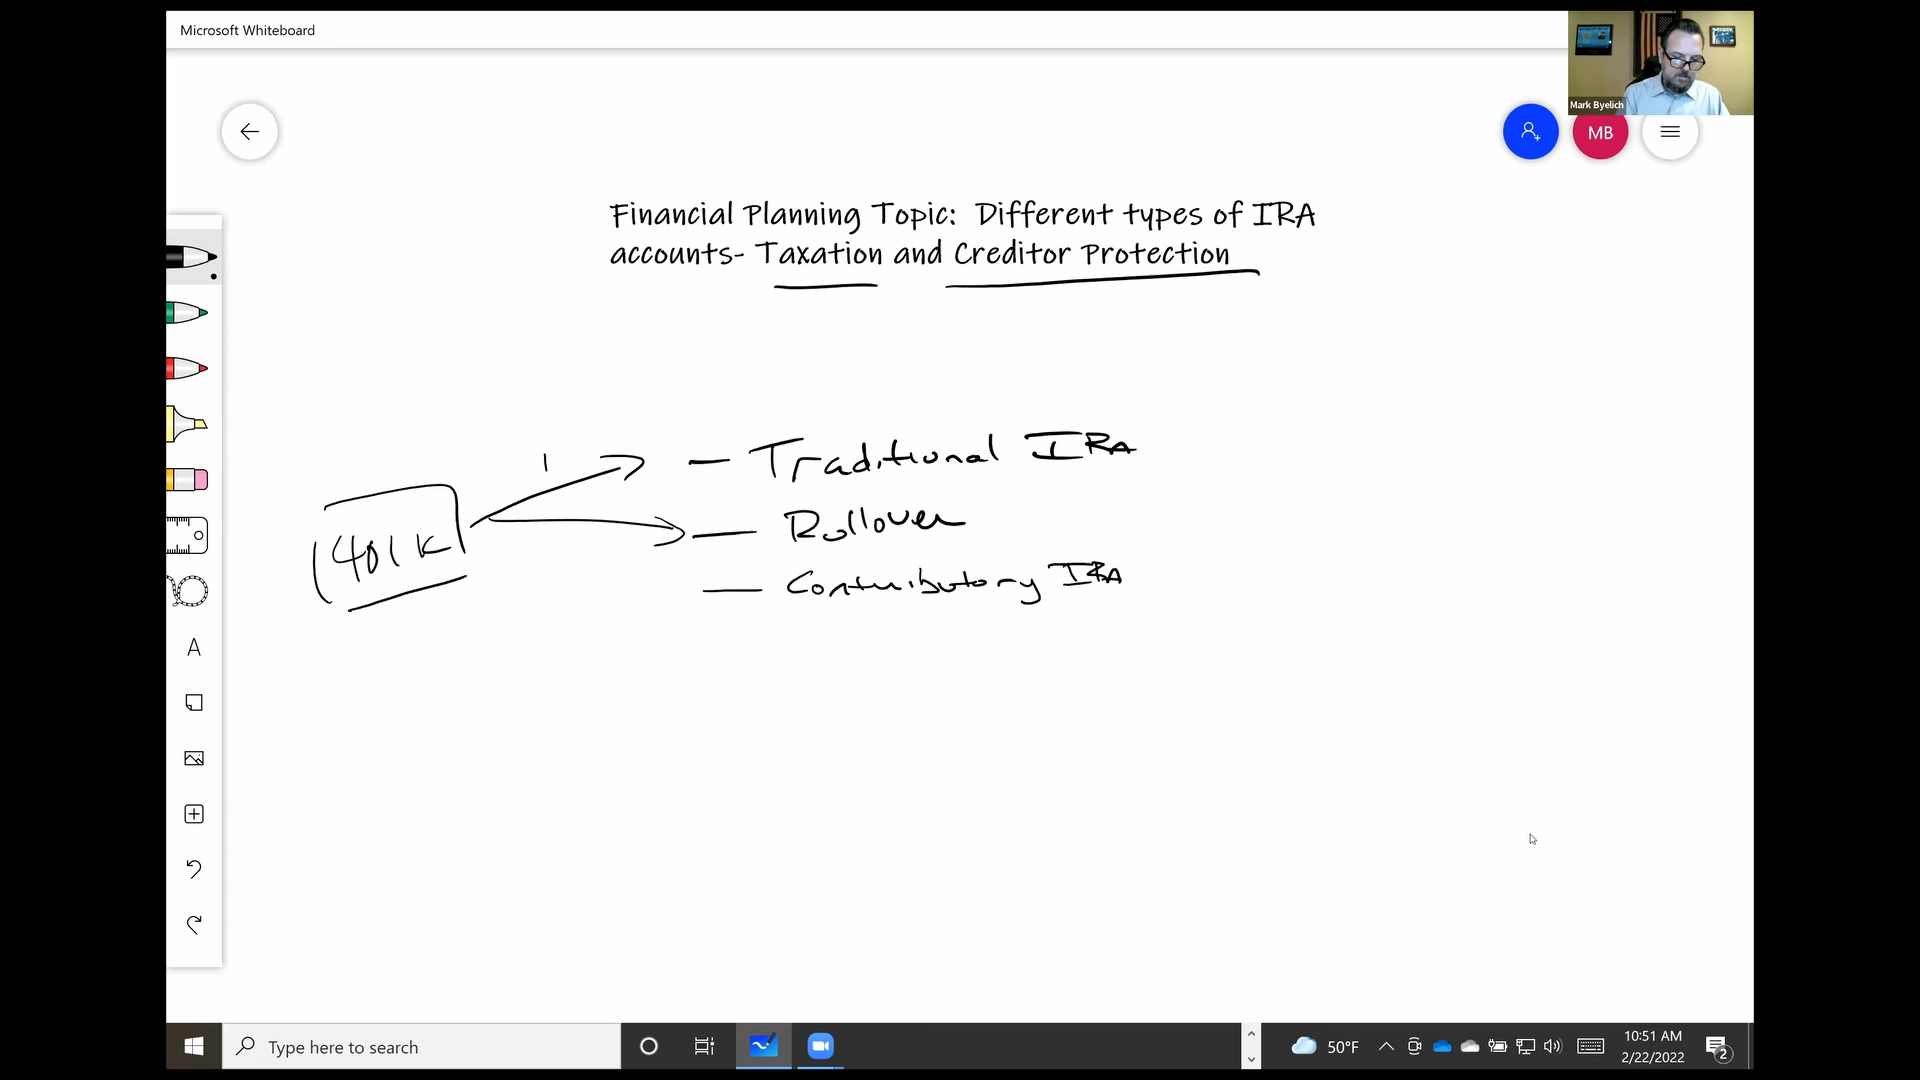 Microsoft Whiteboard
Mark Byelich
MB
Financial Planning Topic: Different types of IRA
accounts- Taxation and Creditor Protection
1
— Traditional IRA
401K
— Rollover
— Contributory IRA
A
Type here to search
50°F
10:51 AM
2/22/2022
2